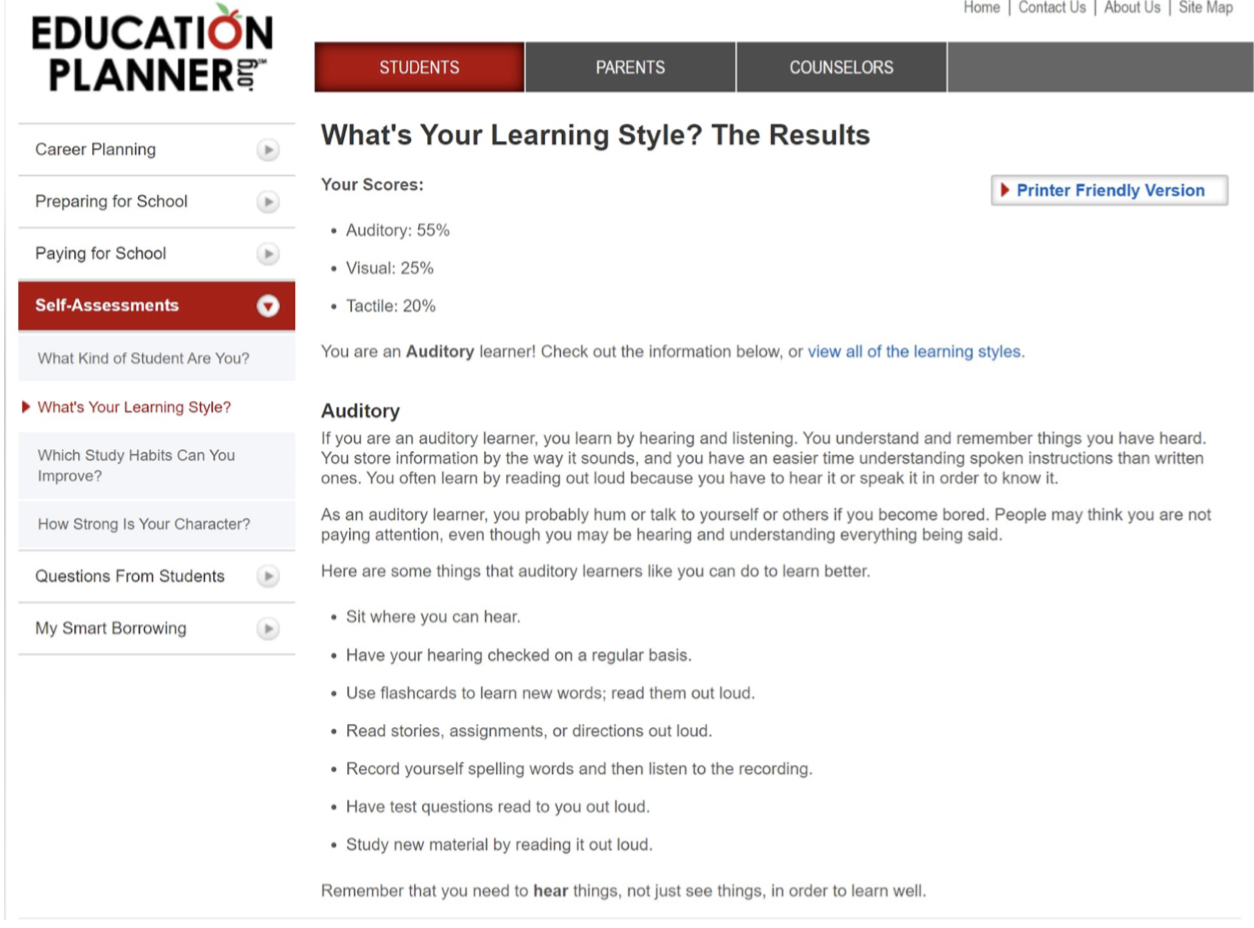 Home | Contact Us | About Us | Site Map
EDUCATION
PLANNER.org℠
STUDENTS
PARENTS
COUNSELORS
Career Planning
Preparing for School
Paying for School
Self-Assessments
What Kind of Student Are You?
What's Your Learning Style?
Which Study Habits Can You
Improve?
How Strong Is Your Character?
Questions From Students
My Smart Borrowing
What's Your Learning Style? The Results
Your Scores:
Printer Friendly Version
• Auditory: 55%
• Visual: 25%
• Tactile: 20%
You are an Auditory learner! Check out the information below, or view all of the learning styles.
Auditory
If you are an auditory learner, you learn by hearing and listening. You understand and remember things you have heard.
You store information by the way it sounds, and you have an easier time understanding spoken instructions than written
ones. You often learn by reading out loud because you have to hear it or speak it in order to know it.
As an auditory learner, you probably hum or talk to yourself or others if you become bored. People may think you are not
paying attention, even though you may be hearing and understanding everything being said.
Here are some things that auditory learners like you can do to learn better.
• Sit where you can hear.
• Have your hearing checked on a regular basis.
• Use flashcards to learn new words; read them out loud.
• Read stories, assignments, or directions out loud.
• Record yourself spelling words and then listen to the recording.
• Have test questions read to you out loud.
• Study new material by reading it out loud.
Remember that you need to hear things, not just see things, in order to learn well.